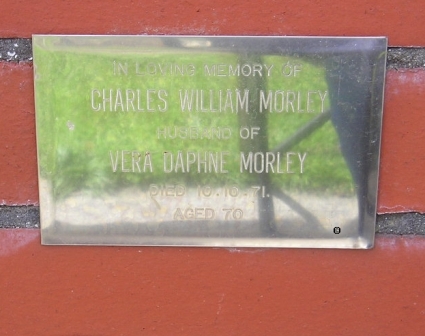 IN LOVING MEMORY OF
CHARLES WILLIAM MORLEY
HUSBAND OF
VERA DAPHNE MORLEY
DIED 10.10.71.
AGED 70